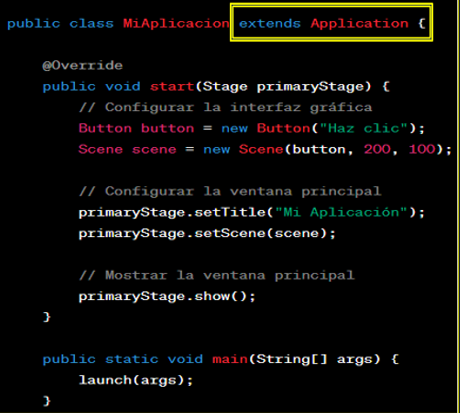 public class MiAplicacion extends Application {
@Override
public void start(Stage primaryStage) {
// Configurar la interfaz gráfica
Button button = new Button("Haz clic");
Scene scene = new Scene(button, 200, 100);
// Configurar la ventana principal
primaryStage.setTitle("Mi Aplicación");
primaryStage.setScene(scene);
// Mostrar la ventana principal
primaryStage.show();
}
public static void main(String[] args) {
launch(args);
}